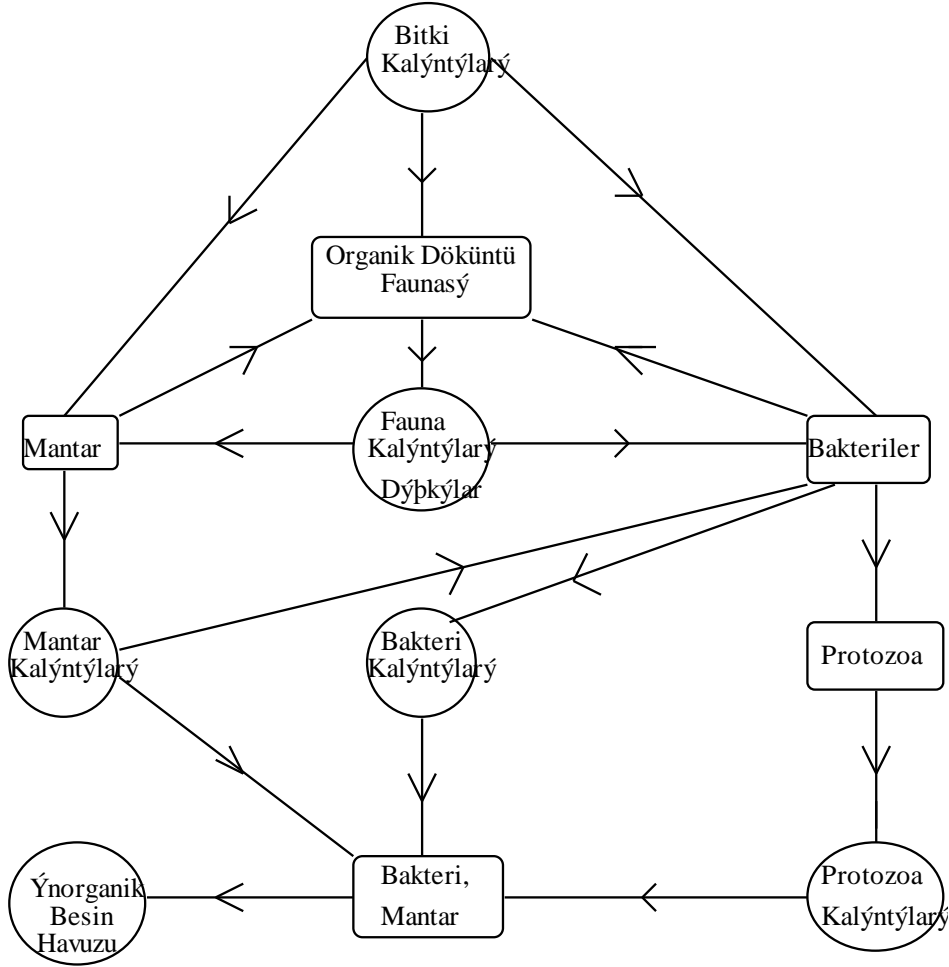 Bitki
Kalýntýlarý
Organik Döküntü
Faunasý
Mantar
Fauna
Kalýntýlarý
Dýþkýlar
Bakteriler
Mantar
Kalýntýlarý
Bakteri
Kalýntýlarý
Protozoa
Ýnorganik
Besin
Havuzu
Bakteri,
Mantar
Protozoa
Kalýntýlarý